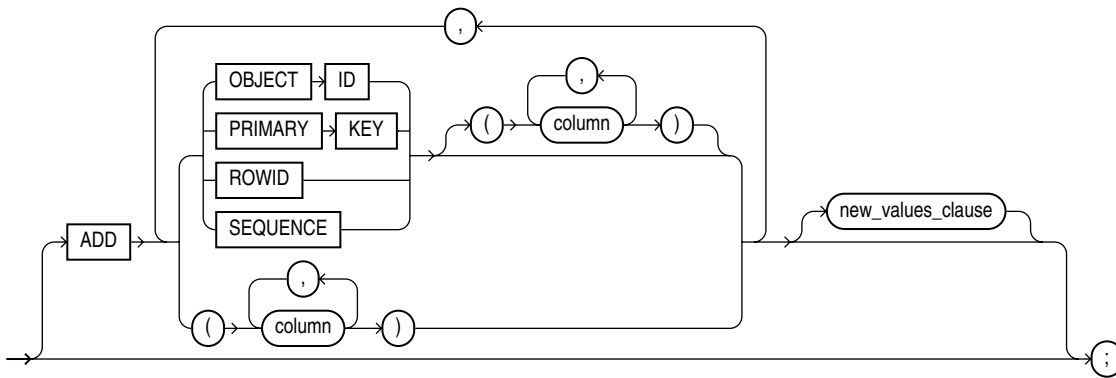 ,
OBJECT ID
,
PRIMARY KEY
( column )
ROWID
new_values_clause
ADD
SEQUENCE
,
( column )
;